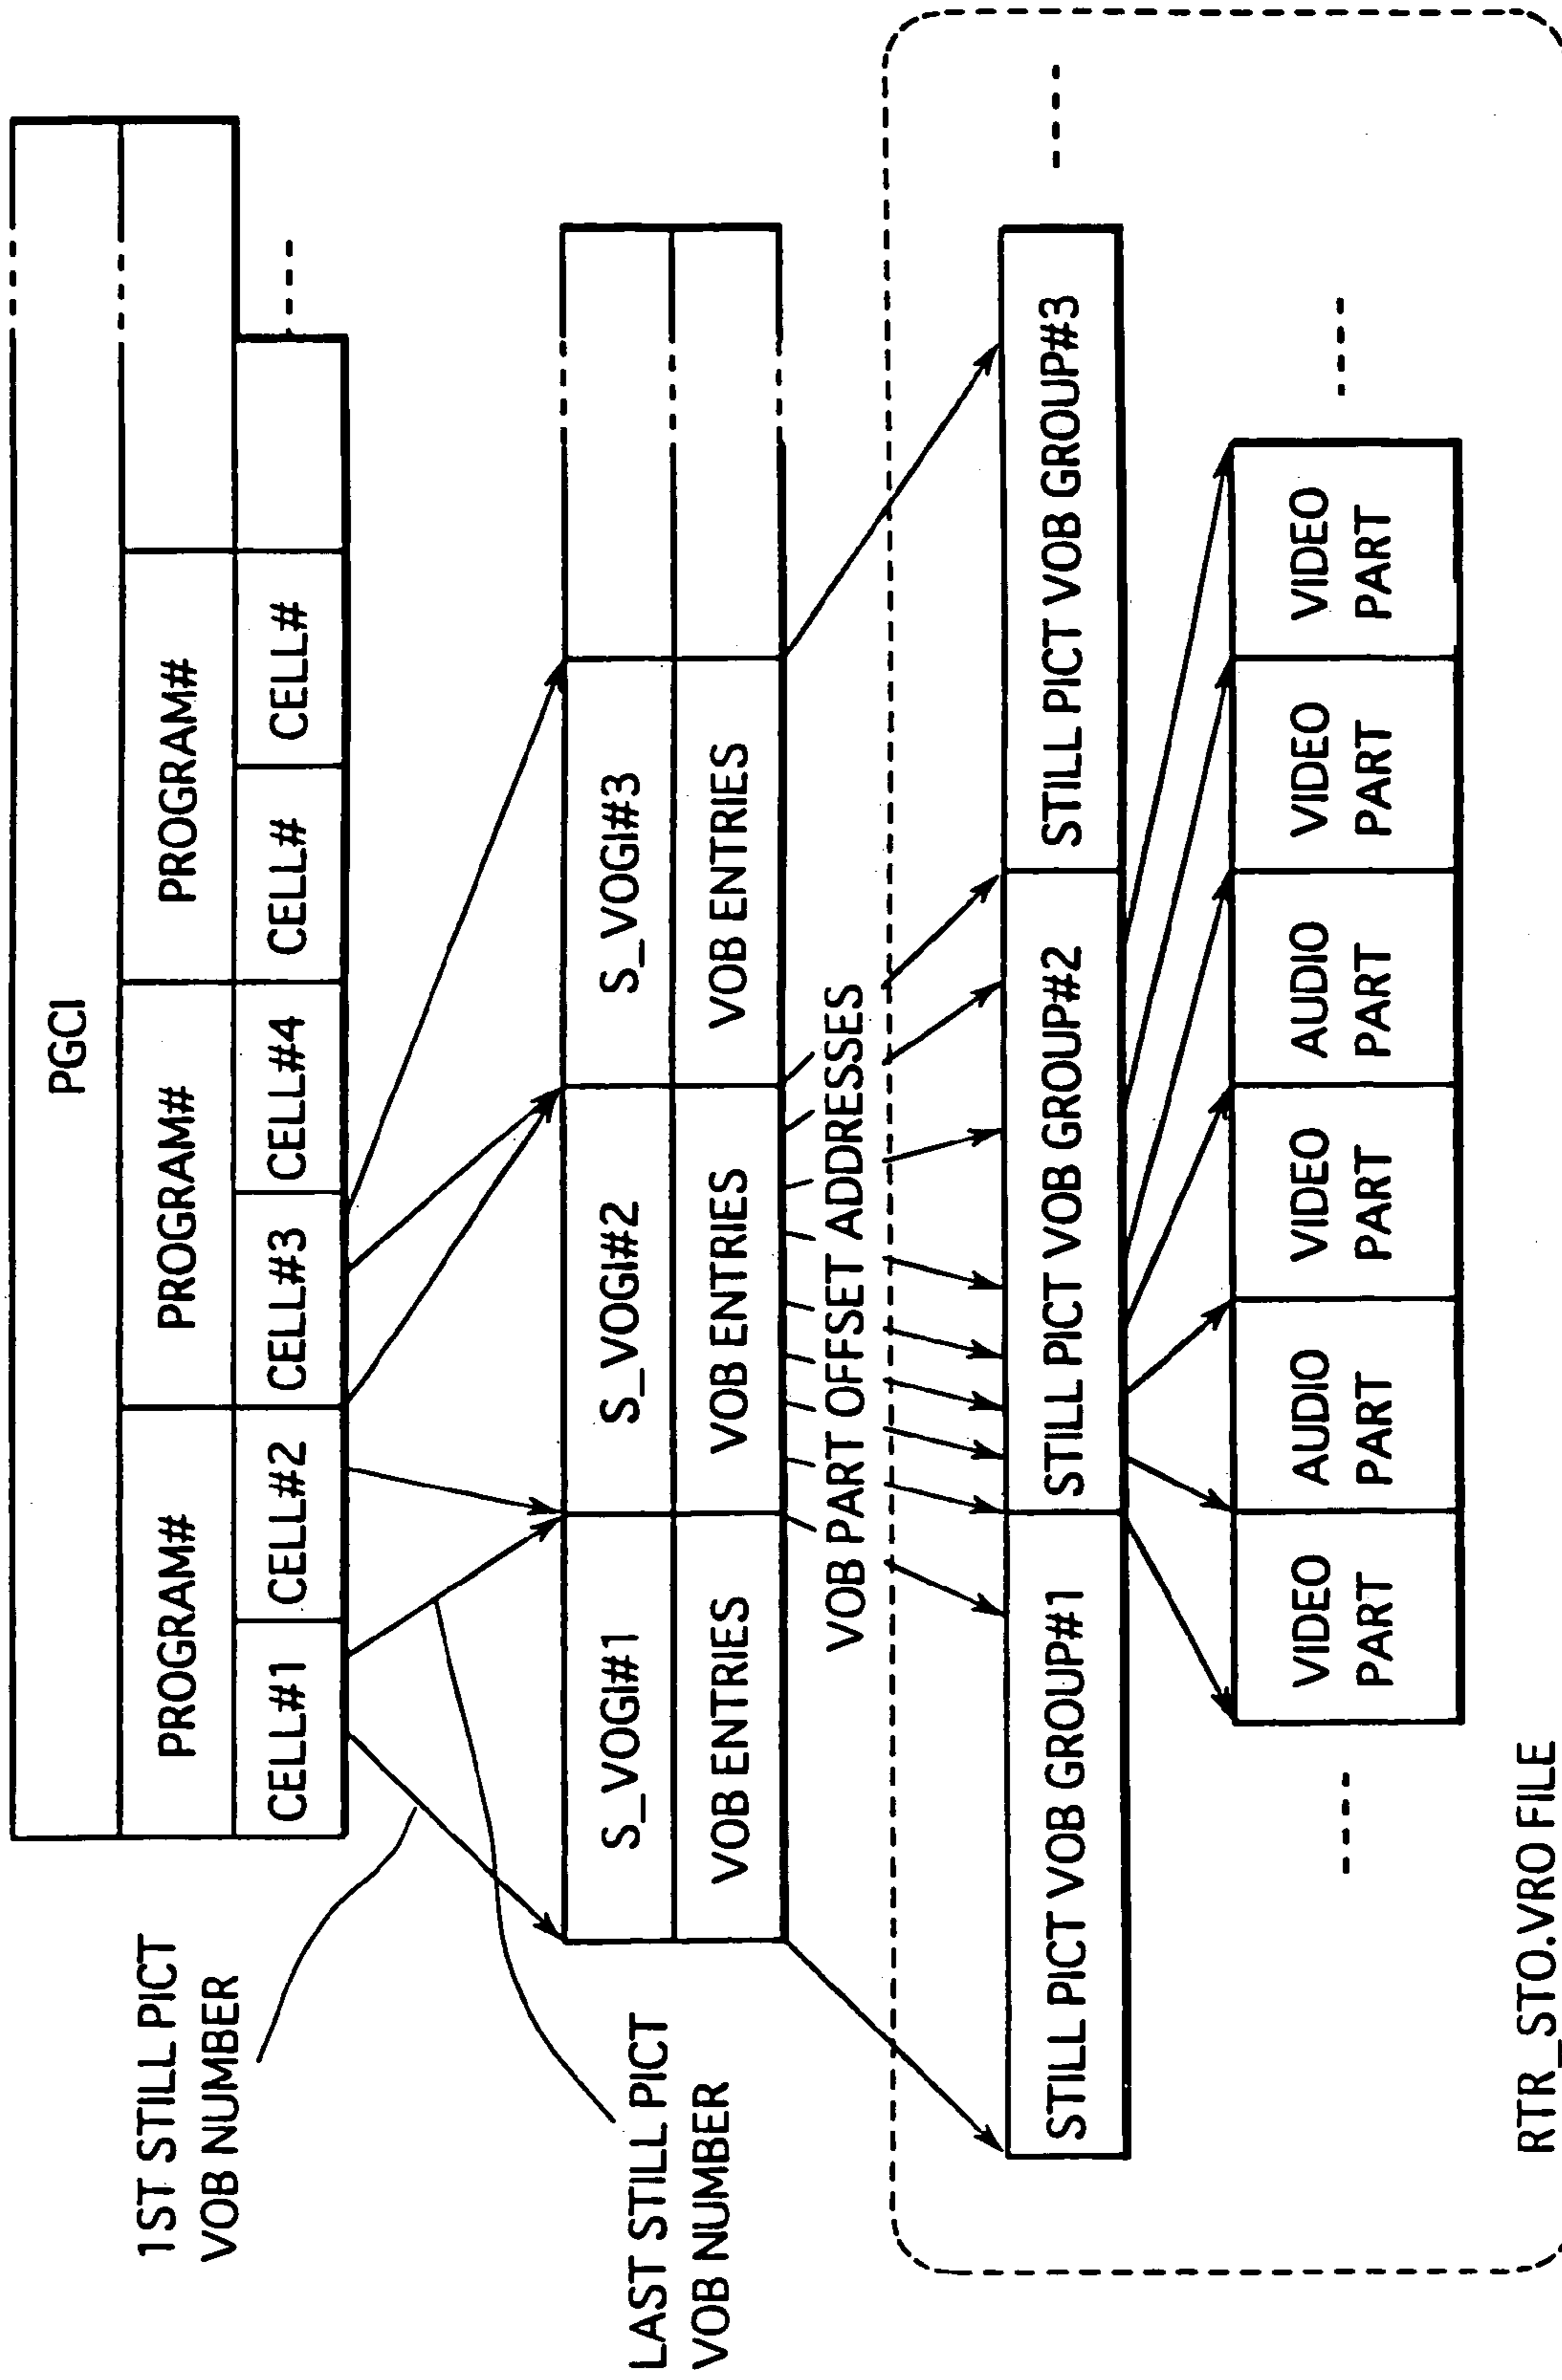 PGCI
PROGRAM# PROGRAM# PROGRAM#
CELL#1 CELL#2 CELL#3 CELL#4 CELL# CELL#
1ST STILL PICT
VOB NUMBER
S_VOGI#1 S_VOGI#2 S_VOGI#3
VOB ENTRIES VOB ENTRIES VOB ENTRIES
LAST STILL PICT
VOB NUMBER
VOB PART OFFSET ADDRESSES
STILL PICT VOB GROUP#1 STILL PICT VOB GROUP#2 STILL PICT VOB GROUP#3
VIDEO
PART
AUDIO
PART
VIDEO
PART
AUDIO
PART
VIDEO
PART
VIDEO
PART
RTR_STO.VRO FILE